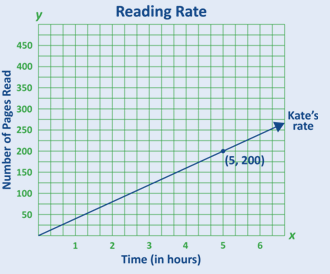 Reading Rate
y
Number of Pages Read
450
400
350
300
250
200
150
100
50
Kate's
rate
(5, 200)
1 2 3 4 5 6
x
Time (in hours)